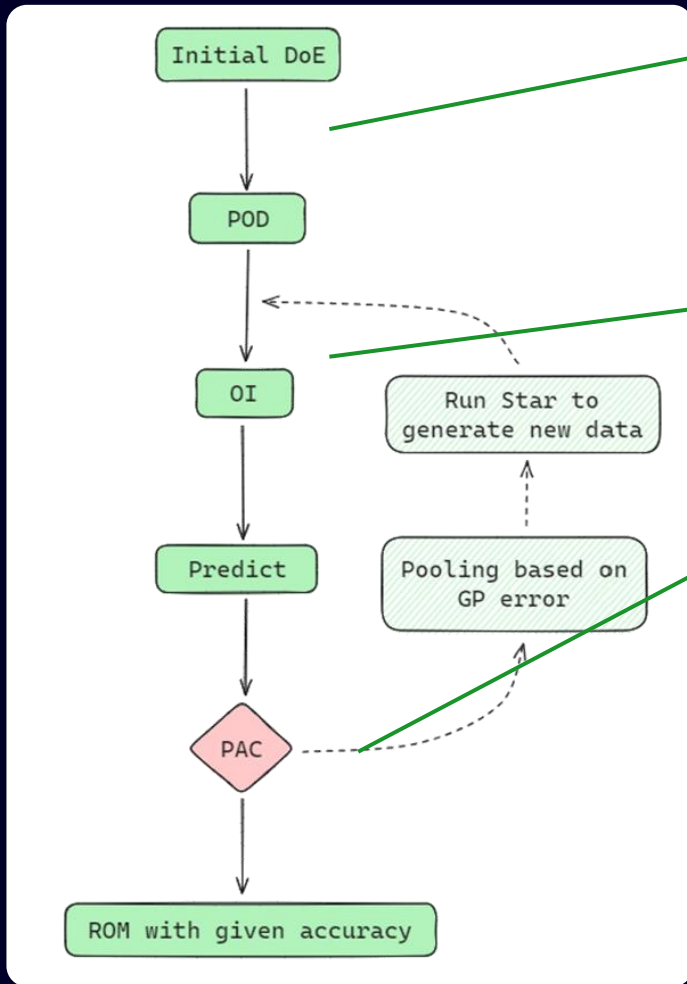 Initial DoE
POD
OI
Run Star to
generate new data
Predict
Pooling based on
GP error
PAC
ROM with given accuracy